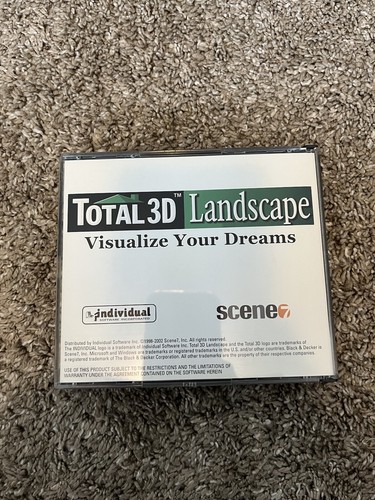 TOTAL 3D™ Landscape
Visualize Your Dreams
individual
SOFTWARE INCORPORATED
scene7
Distributed by Individual Software Inc. ©1998-2002 Scene7, Inc. All rights reserved.
The INDIVIDUAL logo is a trademark of Individual Software Inc. Total 3D Landscape and the Total 3D logo are trademarks of
Scene7, Inc. Microsoft and Windows are trademarks or registered trademarks in the U.S. and/or other countries. Black & Decker is
a registered trademark of The Black & Decker Corporation. All other trademarks are the property of their respective companies.
USE OF THIS PRODUCT SUBJECT TO THE RESTRICTIONS AND THE LIMITATIONS OF
WARRANTY UNDER THE AGREEMENT CONTAINED ON THE SOFTWARE HEREIN